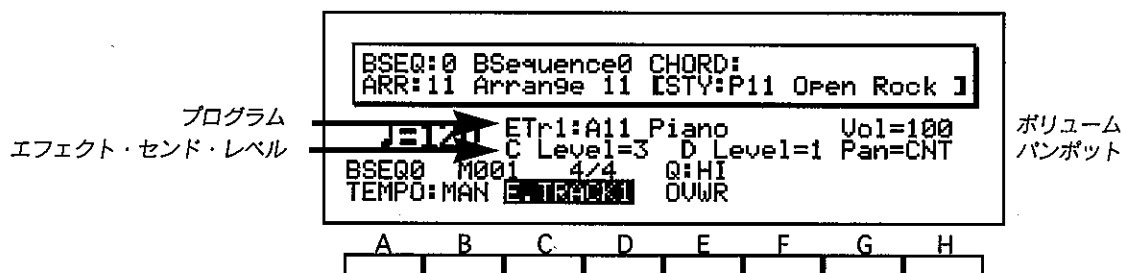 BSEQ:0 BSequence0 CHORD:
ARR:11 Arrange 11 [STY:P11 Open Rock ]
プログラム
ETr1:A11 Piano Vol=100
ボリューム
エフェクト・センド・レベル
C Level=3 D Level=1 Pan=CNT
パンポット
BSEQ0 M001 4/4 Q:HI
TEMPO:MAN E.TRACK1 OVWR
A B C D E F G H